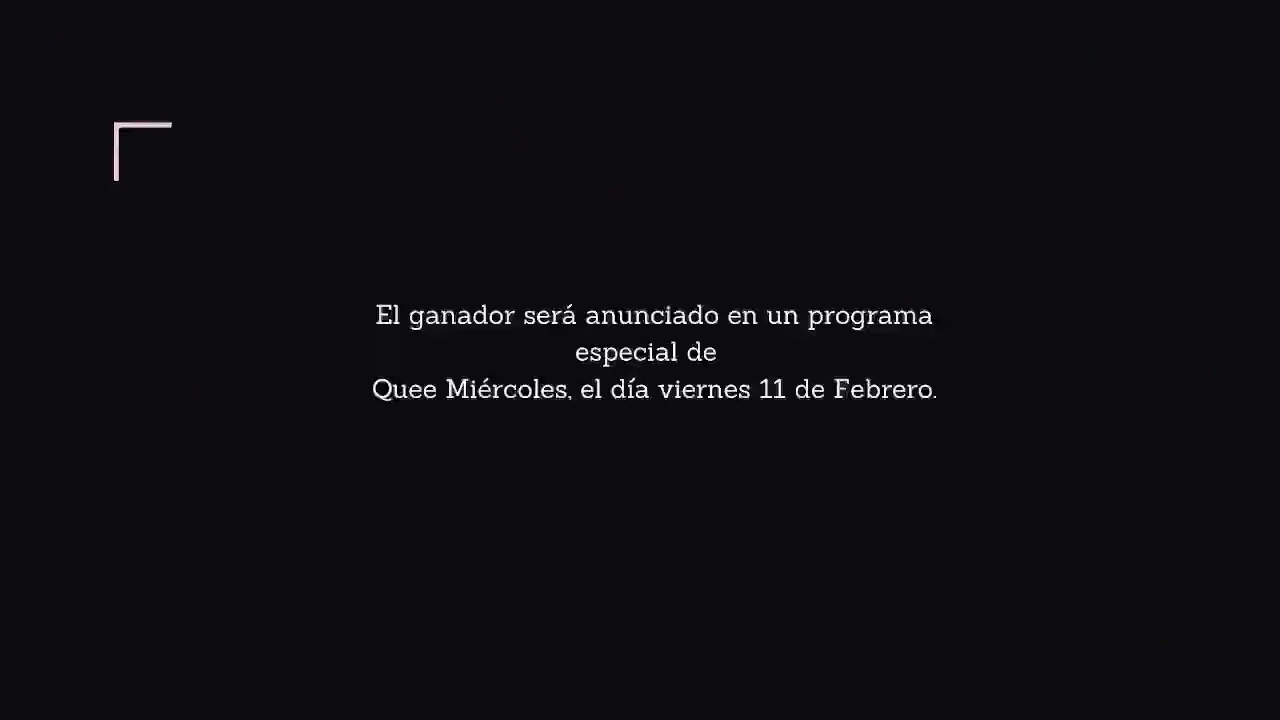 El ganador será anunciado en un programa
especial de
Quee Miércoles, el día viernes 11 de Febrero.